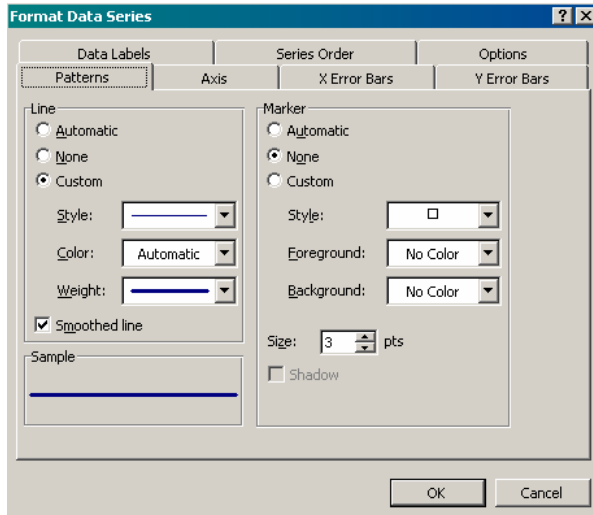 Format Data Series
Data Labels Series Order Options
Patterns Axis X Error Bars Y Error Bars
Line
Automatic
None
Custom
Style:
Color: Automatic
Weight:
Smoothed line
Sample
Marker
Automatic
None
Custom
Style:
Foreground: No Color
Background: No Color
Size: 3 pts
Shadow
OK Cancel